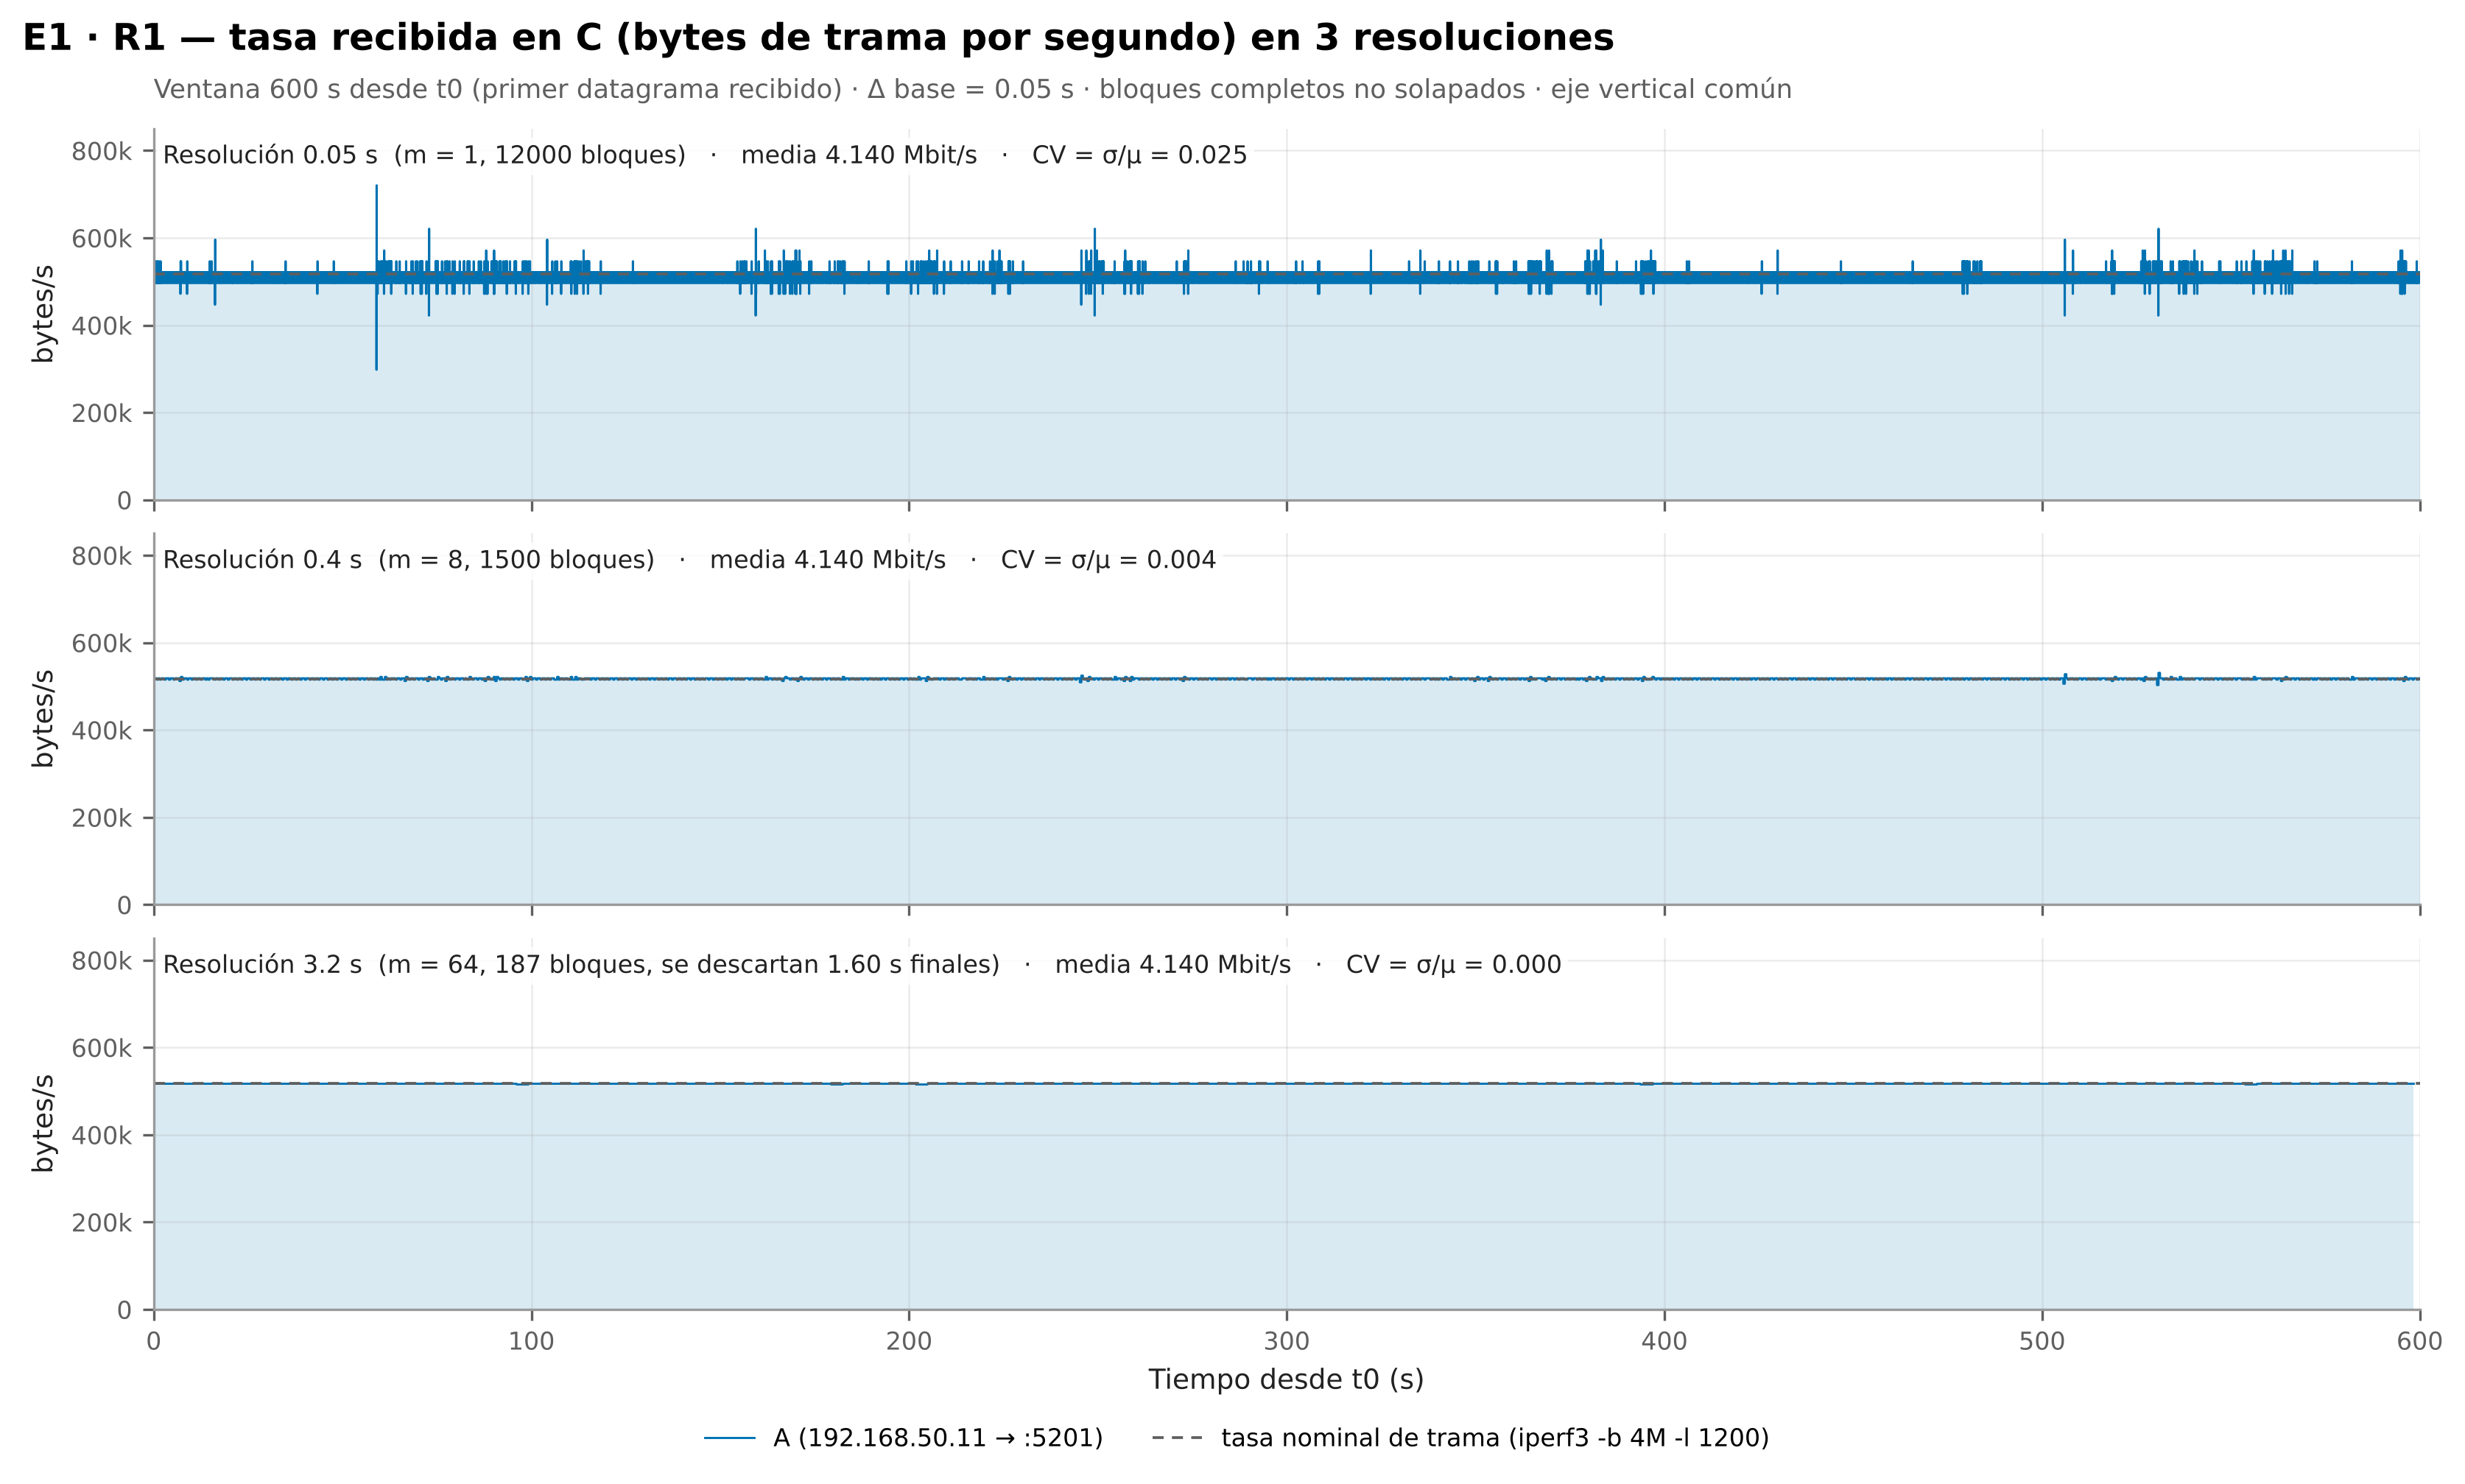 E1 · R1 — tasa recibida en C (bytes de trama por segundo) en 3 resoluciones
Ventana 600 s desde t0 (primer datagrama recibido) · Δ base = 0.05 s · bloques completos no solapados · eje vertical común
Resolución 0.05 s (m = 1, 12000 bloques) · media 4.140 Mbit/s · CV = σ/μ = 0.025
800k
600k
400k
200k
0
bytes/s
Resolución 0.4 s (m = 8, 1500 bloques) · media 4.140 Mbit/s · CV = σ/μ = 0.004
800k
600k
400k
200k
0
bytes/s
Resolución 3.2 s (m = 64, 187 bloques, se descartan 1.60 s finales) · media 4.140 Mbit/s · CV = σ/μ = 0.000
800k
600k
400k
200k
0
bytes/s
0 100 200 300 400 500 600
Tiempo desde t0 (s)
A (192.168.50.11 → :5201) tasa nominal de trama (iperf3 -b 4M -l 1200)